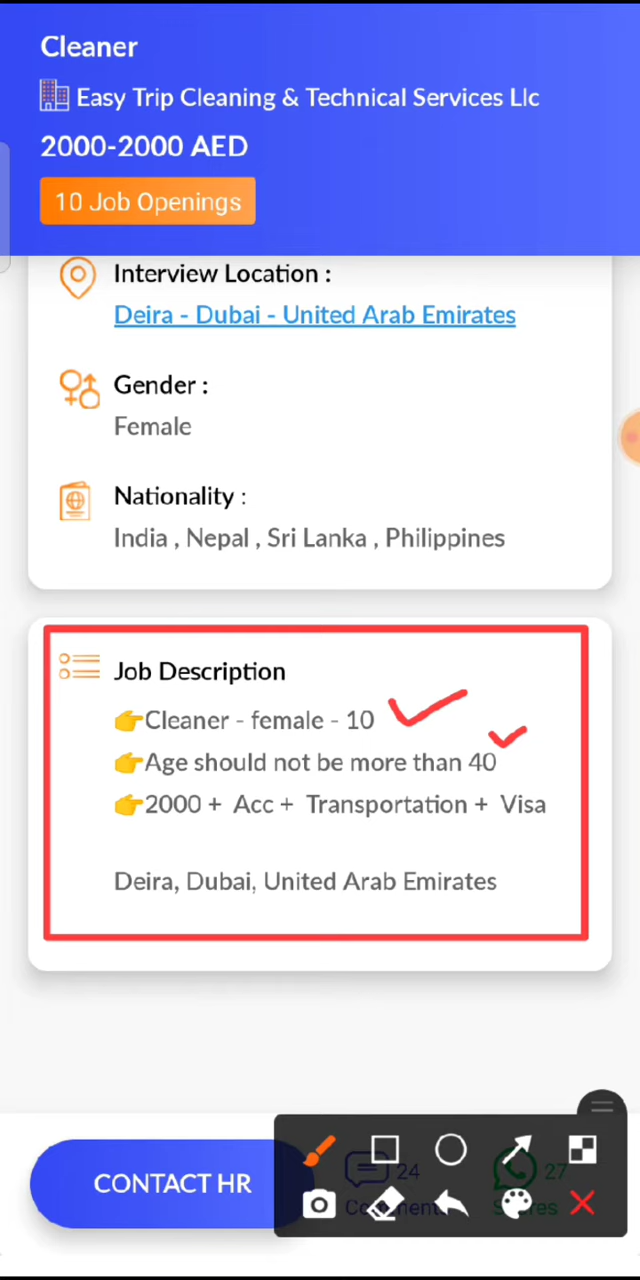 Cleaner
Easy Trip Cleaning & Technical Services Llc
2000-2000 AED
10 Job Openings
Interview Location :
Deira - Dubai - United Arab Emirates
Gender :
Female
Nationality :
India , Nepal , Sri Lanka , Philippines
Job Description
👉Cleaner - female - 10
👉Age should not be more than 40
👉2000 + Acc + Transportation + Visa
Deira, Dubai, United Arab Emirates
CONTACT HR
24
27